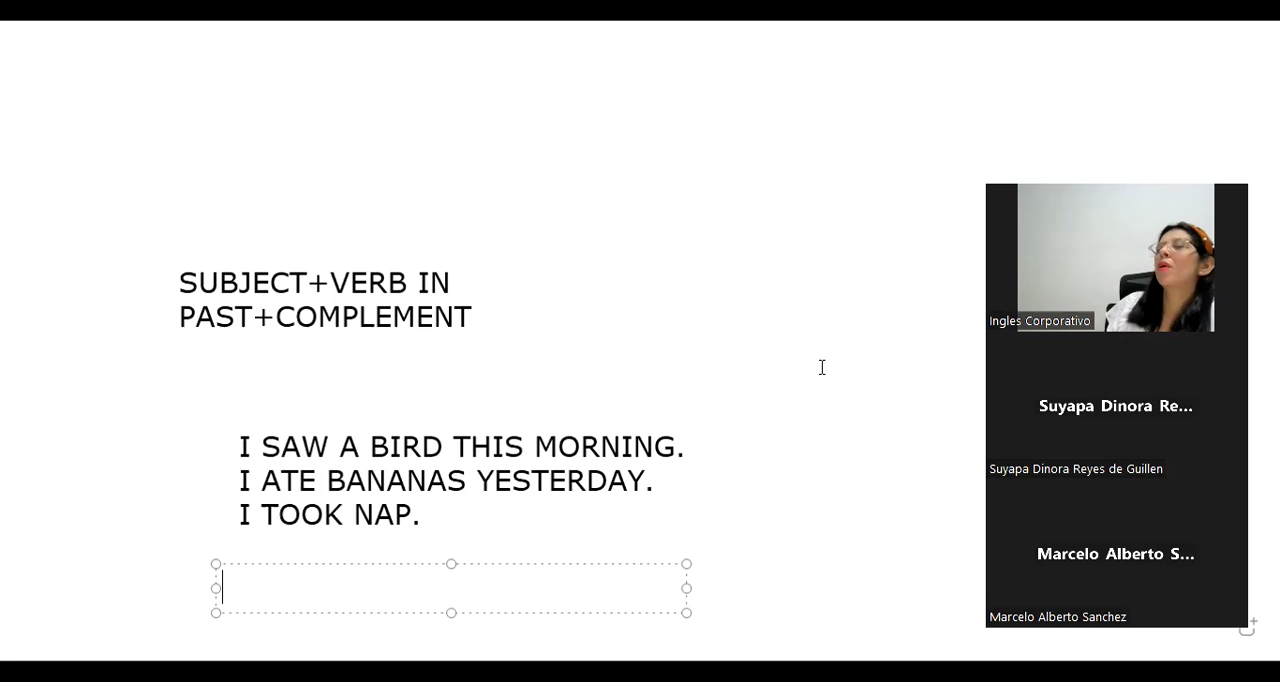 SUBJECT+VERB IN
PAST+COMPLEMENT
I SAW A BIRD THIS MORNING.
I ATE BANANAS YESTERDAY.
I TOOK NAP.
Ingles Corporativo
Suyapa Dinora Re...
Suyapa Dinora Reyes de Guillen
Marcelo Alberto S...
Marcelo Alberto Sanchez